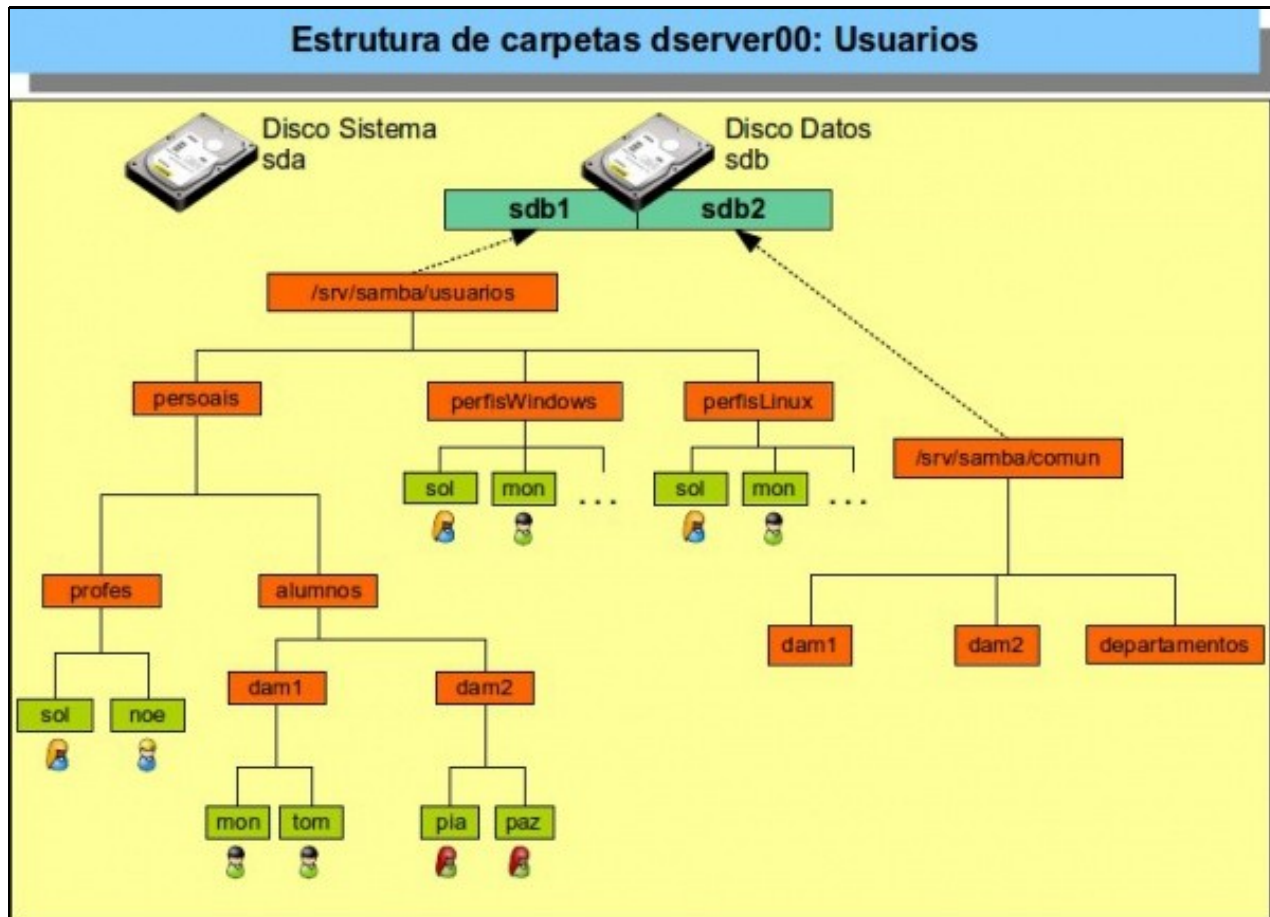 Estrutura de carpetas dserver00: Usuarios
Disco Sistema
sda
Disco Datos
sdb
sdb1
sdb2
/srv/samba/usuarios
persoais
perfisWindows
perfisLinux
/srv/samba/comun
sol
mon
...
sol
mon
...
profes
alumnos
dam1
dam2
departamentos
dam1
dam2
sol
noe
mon
tom
pia
paz